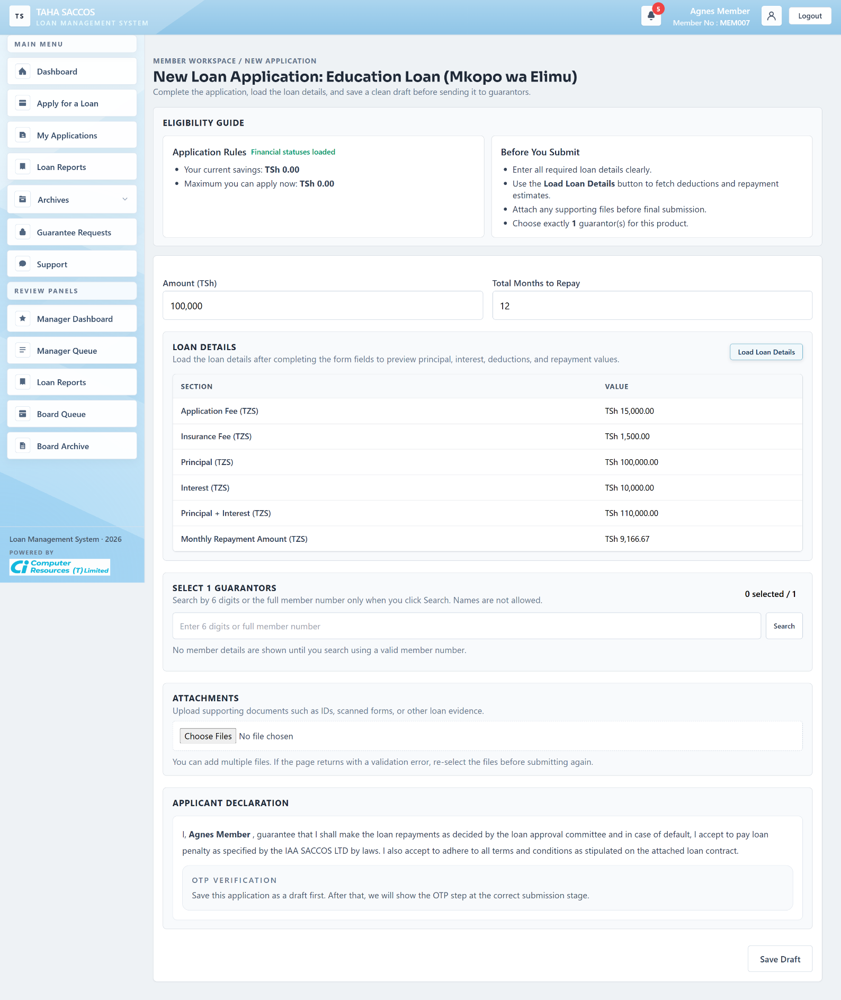 TS
TAHA SACCOS
LOAN MANAGEMENT SYSTEM
5
Agnes Member
Member No : MEM007
Logout
MAIN MENU
Dashboard
Apply for a Loan
My Applications
Loan Reports
Archives
Guarantee Requests
Support
REVIEW PANELS
Manager Dashboard
Manager Queue
Loan Reports
Board Queue
Board Archive
Loan Management System · 2026
POWERED BY
Ci Computer
Resources (T) Limited
MEMBER WORKSPACE / NEW APPLICATION
New Loan Application: Education Loan (Mkopo wa Elimu)
Complete the application, load the loan details, and save a clean draft before sending it to guarantors.
ELIGIBILITY GUIDE
Application Rules Financial statuses loaded
• Your current savings: TSh 0.00
• Maximum you can apply now: TSh 0.00
Before You Submit
• Enter all required loan details clearly.
• Use the Load Loan Details button to fetch deductions and repayment
estimates.
• Attach any supporting files before final submission.
• Choose exactly 1 guarantor(s) for this product.
Amount (TSh)
100,000
Total Months to Repay
12
LOAN DETAILS
Load the loan details after completing the form fields to preview principal, interest, deductions, and repayment values.
Load Loan Details
SECTION VALUE
Application Fee (TZS) TSh 15,000.00
Insurance Fee (TZS) TSh 1,500.00
Principal (TZS) TSh 100,000.00
Interest (TZS) TSh 10,000.00
Principal + Interest (TZS) TSh 110,000.00
Monthly Repayment Amount (TZS) TSh 9,166.67
SELECT 1 GUARANTORS
Search by 6 digits or the full member number only when you click Search. Names are not allowed.
0 selected / 1
Enter 6 digits or full member number
Search
No member details are shown until you search using a valid member number.
ATTACHMENTS
Upload supporting documents such as IDs, scanned forms, or other loan evidence.
Choose Files No file chosen
You can add multiple files. If the page returns with a validation error, re-select the files before submitting again.
APPLICANT DECLARATION
I, Agnes Member , guarantee that I shall make the loan repayments as decided by the loan approval committee and in case of default, I accept to pay loan
penalty as specified by the IAA SACCOS LTD by laws. I also accept to adhere to all terms and conditions as stipulated on the attached loan contract.
OTP VERIFICATION
Save this application as a draft first. After that, we will show the OTP step at the correct submission stage.
Save Draft